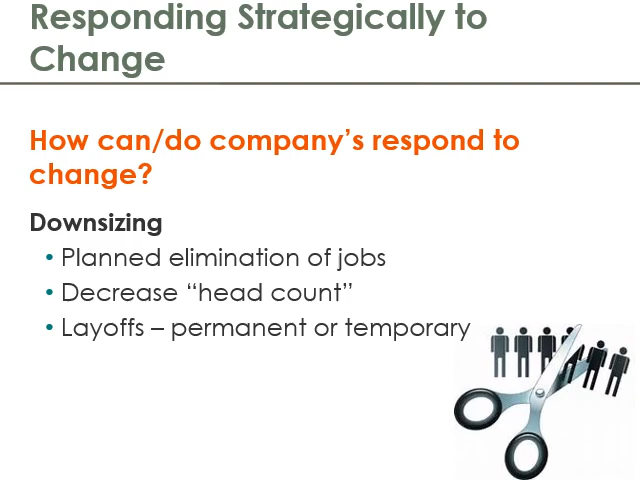 Responding Strategically to
Change
How can/do company’s respond to
change?
Downsizing
• Planned elimination of jobs
• Decrease “head count”
• Layoffs – permanent or temporary